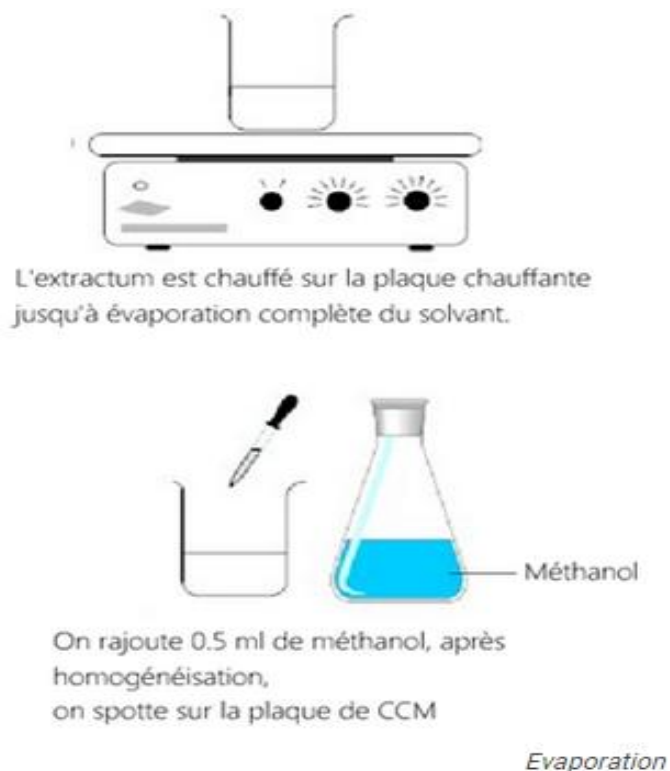 L'extractum est chauffé sur la plaque chauffante
jusqu'à évaporation complète du solvant.
Méthanol
On rajoute 0.5 ml de méthanol, après
homogénéisation,
on spotte sur la plaque de CCM
Evaporation